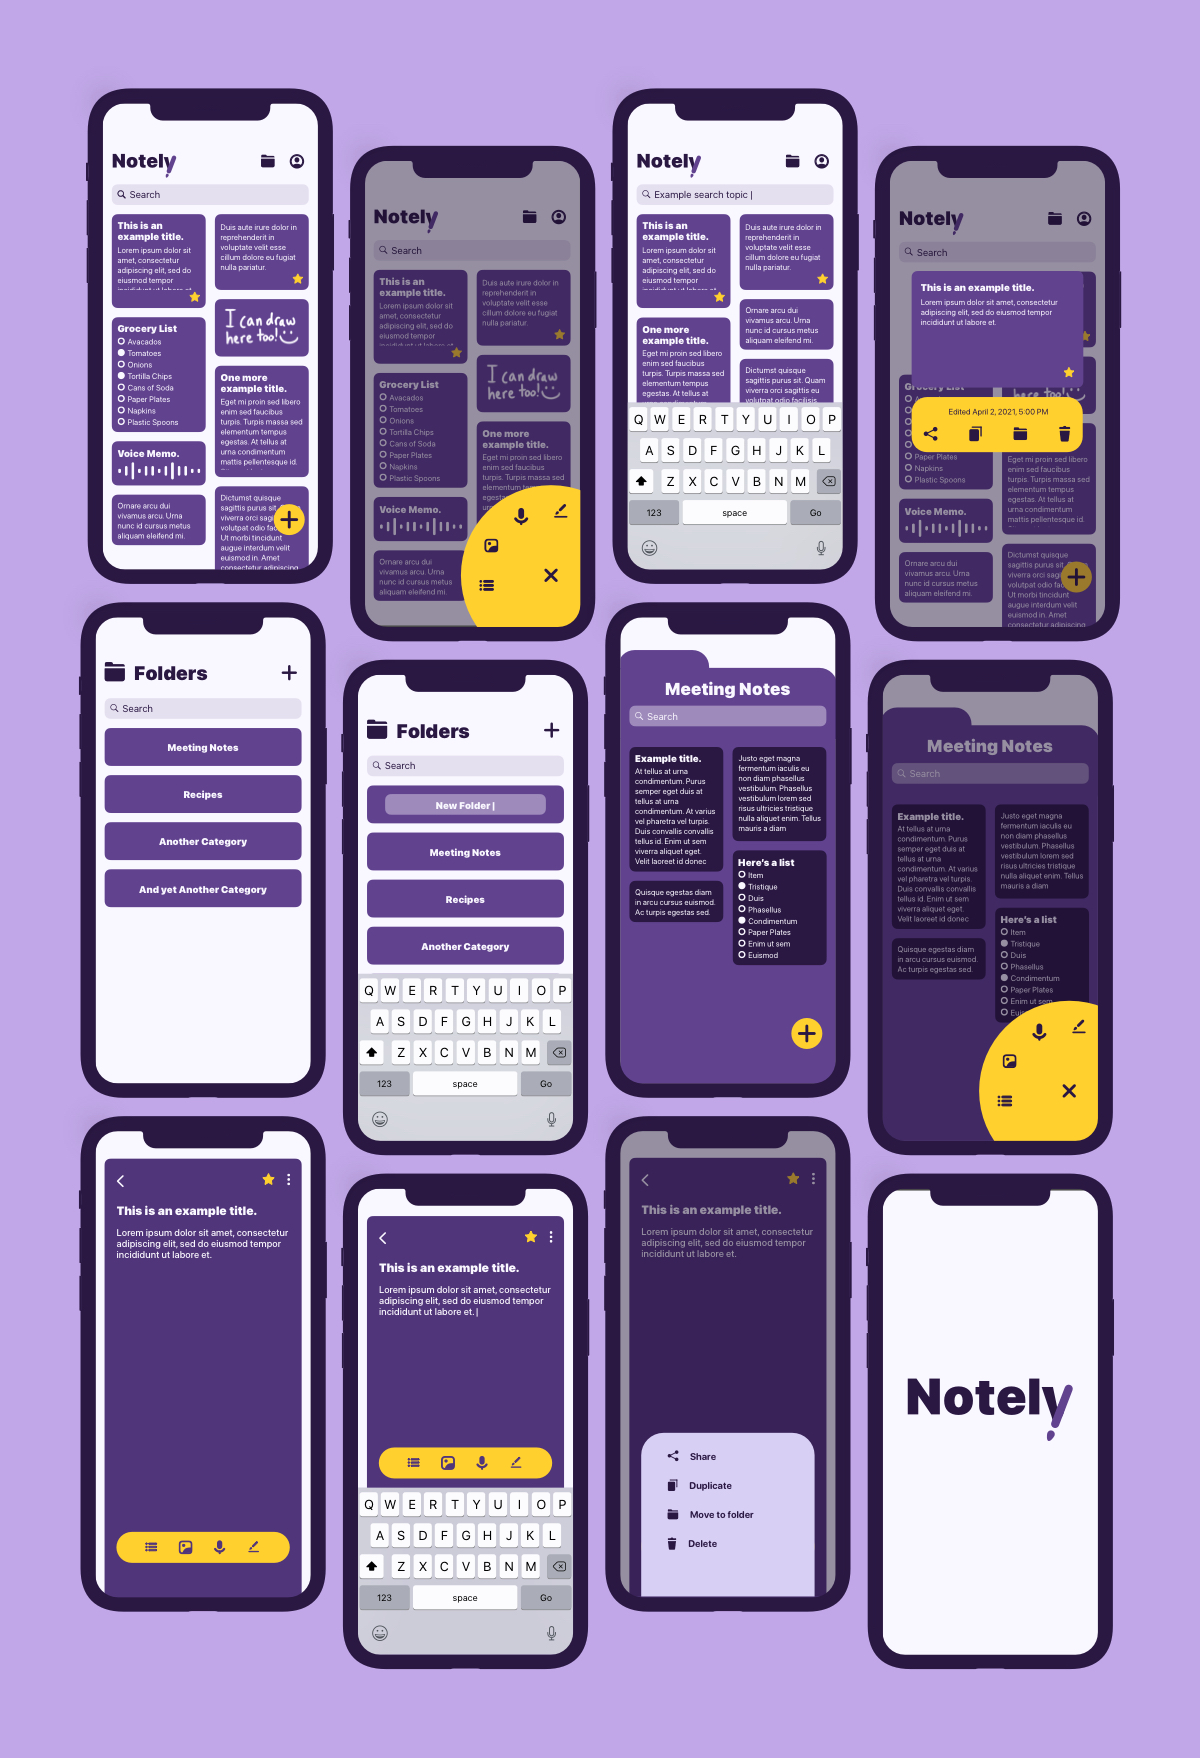 Notely
Search
This is an
example title.
Lorem ipsum dolor sit
amet, consectetur
adipiscing elit, sed do
eiusmod tempor
incididunt ut labore et
Grocery List
Avacados
Tomatoes
Onions
Tortilla Chips
Cans of Soda
Paper Plates
Napkins
Plastic Spoons
Voice Memo.
Ornare arcu dui
vivamus arcu. Urna
nunc id cursus metus
aliquam eleifend mi.
Duis aute irure dolor in
reprehenderit in
voluptate velit esse
cillum dolore eu fugiat
nulla pariatur.
I can draw
here too!
One more
example title.
Eget mi proin sed libero
enim sed faucibus
turpis. Turpis massa sed
elementum tempus
egestas. At tellus at
urna condimentum
mattis pellentesque id.
Dictumst quisque
sagittis purus sit.
viverra orci sagi
volutpat odio fac
Ut morbi tincidunt
augue interdum velit
euismod in. Amet
consectetur adipiscing
Notely
Search
This is an
example title.
Lorem ipsum dolor sit
amet, consectetur
adipiscing elit, sed do
eiusmod tempor
incididunt ut labore et
Grocery List
Avacados
Tomatoes
Onions
Tortilla Chips
Cans of Soda
Paper Plates
Napkins
Plastic Spoons
Voice Memo.
Ornare arcu dui
vivamus arcu. Urna
nunc id cursus metus
aliquam eleifend mi.
Duis aute irure dolor in
reprehenderit in
voluptate velit esse
cillum dolore eu fugiat
nulla pariatur.
I can draw
here too!
One more
example title.
Eget mi proin sed libero
enim sed faucibus
turpis. Turpis massa sed
elementum tempus
egesta
Notely
Example search topic |
This is an
example title.
Lorem ipsum dolor sit
amet, consectetur
adipiscing elit, sed do
eiusmod tempor
incididunt ut labore et
One more
example title.
Eget mi proin sed libero
enim sed faucibus
turpis. Turpis massa sed
elementum tempus
egestas. At tellus at
Duis aute irure dolor in
reprehenderit in
voluptate velit esse
cillum dolore eu fugiat
nulla pariatur.
Ornare arcu dui
vivamus arcu. Urna
nunc id cursus metus
aliquam eleifend mi.
Dictumst quisque
sagittis purus sit. Quam
viverra orci sagittis eu
volutpat odio facilisis
Q W E R T Y U I O P
A S D F G H J K L
Z X C V B N M
123 space Go
Notely
Search
This is an example title.
Lorem ipsum dolor sit amet, consectetur
adipiscing elit, sed do eiusmod tempor
incididunt ut labore et.
Grocery List
Edited April 2, 2021, 5:00 PM
Paper Plates
Napkins
Plastic Spoons
Voice Memo.
Ornare arcu dui
vivamus arcu. Urna
nunc id cursus metus
aliquam eleifend mi.
Eget mi proin sed libero
enim sed faucibus
turpis. Turpis massa sed
elementum tempus
egestas. At tellus at
urna condimentum
mattis pellentesque id.
Dictumst quisque
sagittis purus sit.
viverra orci sagi
volutpat odio fac
Ut morbi tincidunt
augue interdum velit
euismod in. Amet
consectetur adipiscing
Folders
Search
Meeting Notes
Recipes
Another Category
And yet Another Category
Folders
Search
New Folder |
Meeting Notes
Recipes
Another Category
Q W E R T Y U I O P
A S D F G H J K L
Z X C V B N M
123 space Go
Meeting Notes
Search
Example title.
At tellus at urna
condimentum. Purus
semper eget duis at
tellus at urna
condimentum. At varius
vel pharetra vel turpis.
Duis convallis convallis
tellus id. Enim ut sem
viverra aliquet eget.
Velit laoreet id donec
Quisque egestas diam
in arcu cursus euismod.
Ac turpis egestas sed.
Justo eget magna
fermentum iaculis eu
non diam phasellus
vestibulum. Phasellus
vestibulum lorem sed
risus ultricies tristique
nulla aliquet enim. Tellus
mauris a diam
Here's a list
Item
Tristique
Duis
Phasellus
Condimentum
Paper Plates
Enim ut sem
Euismod
Meeting Notes
Search
Example title.
At tellus at urna
condimentum. Purus
semper eget duis at
tellus at urna
condimentum. At varius
vel pharetra vel turpis.
Duis convallis convallis
tellus id. Enim ut sem
viverra aliquet eget.
Velit laoreet id donec
Quisque egestas diam
in arcu cursus euismod.
Ac turpis egestas sed.
Justo eget magna
fermentum iaculis eu
non diam phasellus
vestibulum. Phasellus
vestibulum lorem sed
risus ultricies tristique
nulla aliquet enim. Tellus
mauris a diam
Here's a list
Item
Tristique
Duis
Phasellus
Condimentum
Paper Plates
Enim ut sem
This is an example title.
Lorem ipsum dolor sit amet, consectetur
adipiscing elit, sed do eiusmod tempor
incididunt ut labore et.
This is an example title.
Lorem ipsum dolor sit amet, consectetur
adipiscing elit, sed do eiusmod tempor
incididunt ut labore et. |
Q W E R T Y U I O P
A S D F G H J K L
Z X C V B N M
123 space Go
This is an example title.
Lorem ipsum dolor sit amet, consectetur
adipiscing elit, sed do eiusmod tempor
incididunt ut labore et.
Share
Duplicate
Move to folder
Delete
Notely